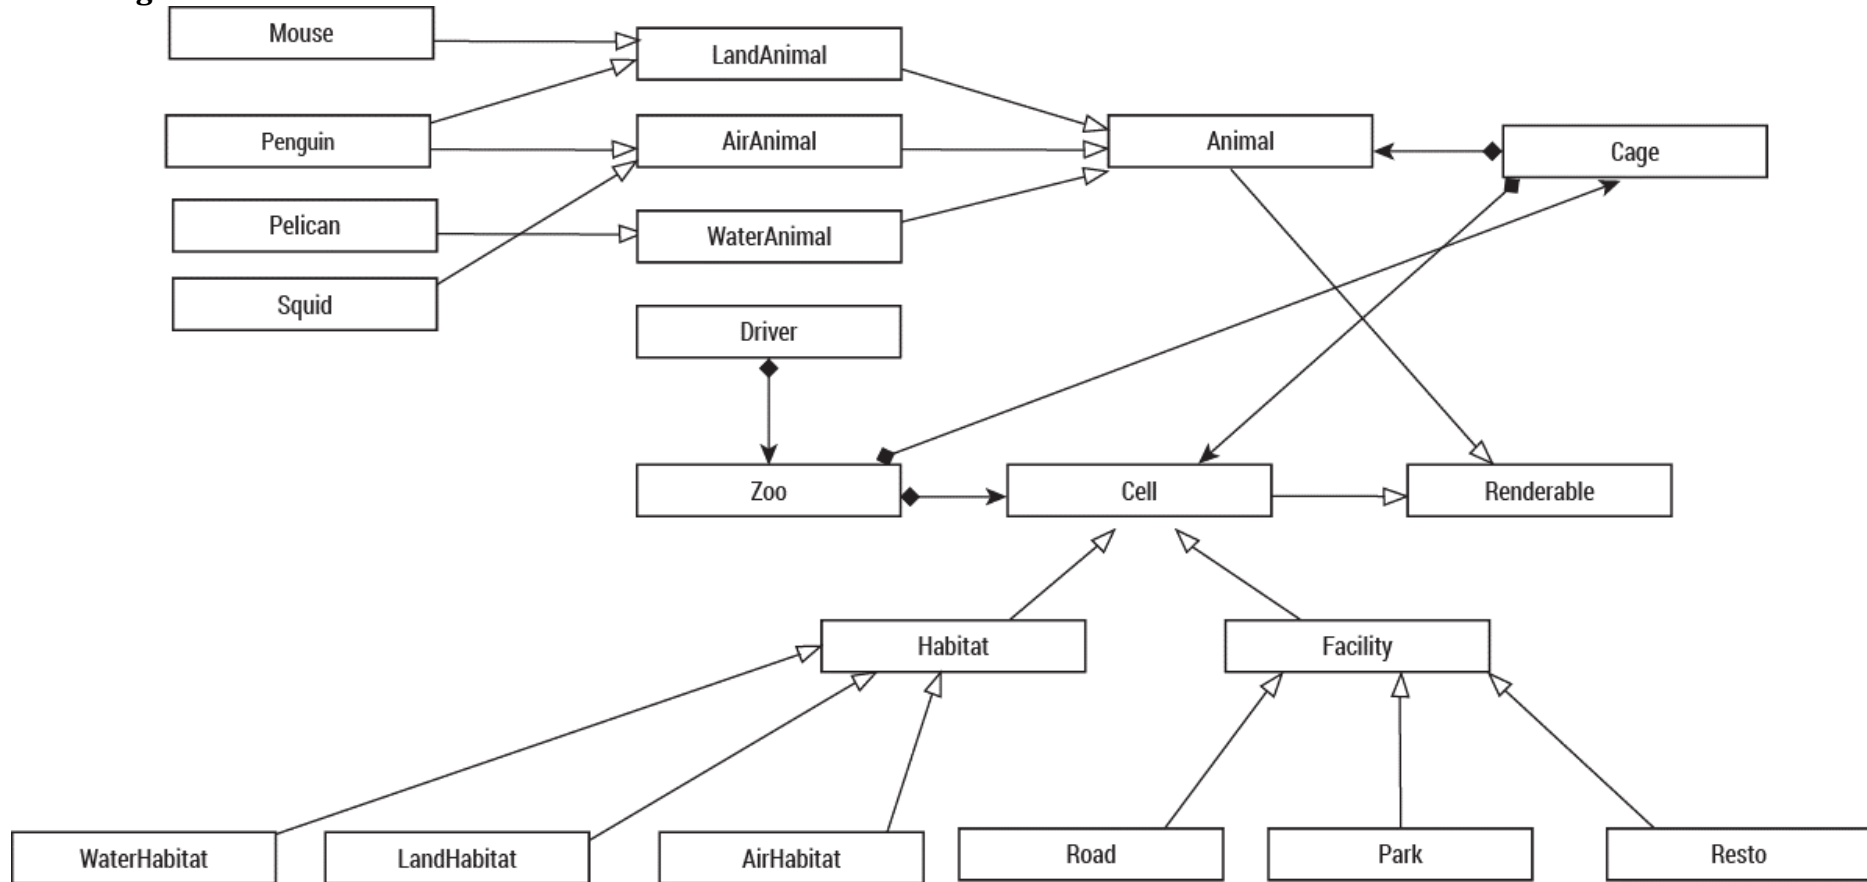 Mouse
LandAnimal
Penguin
AirAnimal
Animal
Cage
Pelican
WaterAnimal
Squid
Driver
Zoo
Cell
Renderable
Habitat
Facility
WaterHabitat
LandHabitat
AirHabitat
Road
Park
Resto